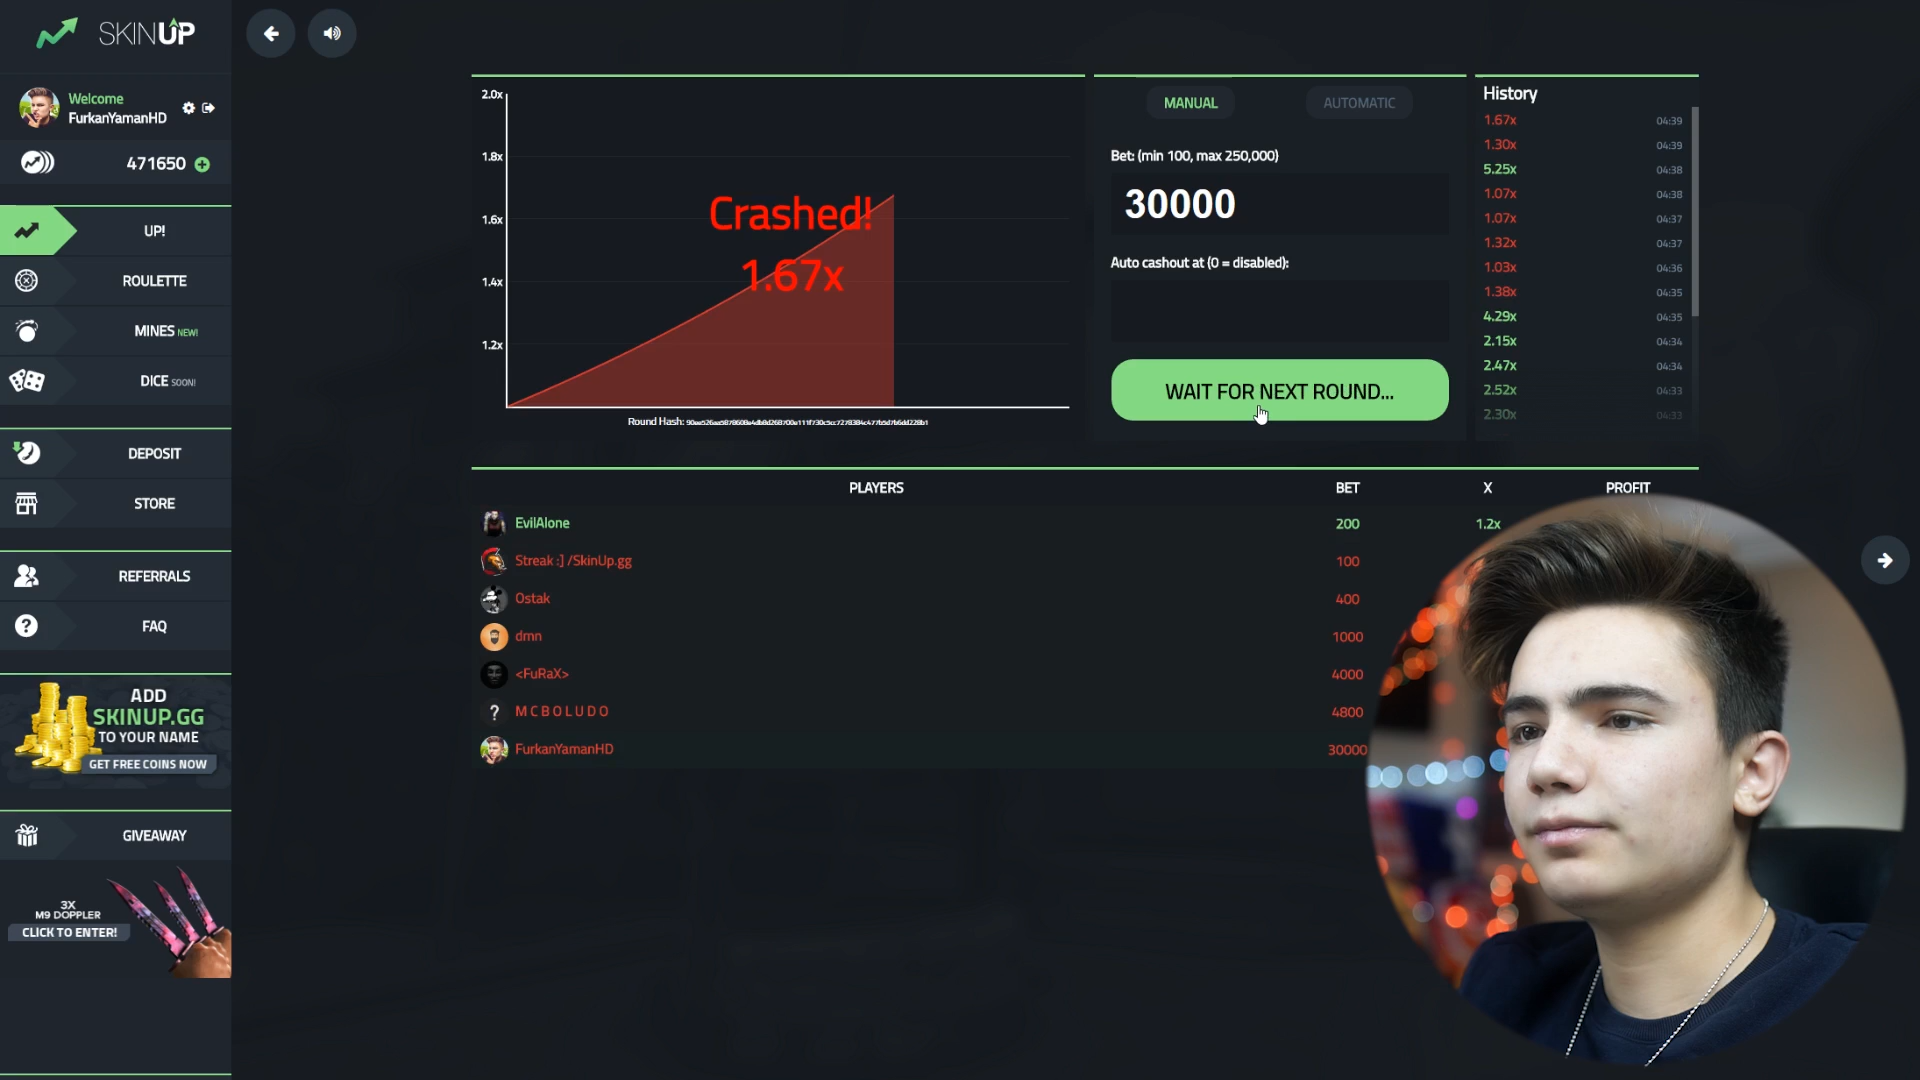 SKINUP
Welcome
FurkanYamanHD
471650
UP!
ROULETTE
MINES NEW!
DICE SOON!
DEPOSIT
STORE
REFERRALS
FAQ
ADD
SKINUP.GG
TO YOUR NAME
GET FREE COINS NOW
GIVEAWAY
3X
M9 DOPPLER
CLICK TO ENTER!
2.0x
1.8x
1.6x
1.4x
1.2x
Crashed!
1.67x
Round Hash:
MANUAL AUTOMATIC
Bet: (min 100, max 250,000)
30000
Auto cashout at (0 = disabled):
WAIT FOR NEXT ROUND...
History
1.67x 04:39
1.30x 04:39
5.25x 04:38
1.07x 04:38
1.07x 04:37
1.32x 04:37
1.03x 04:36
1.38x 04:35
4.29x 04:35
2.15x 04:34
2.47x 04:34
2.52x 04:33
2.30x 04:33
PLAYERS BET X PROFIT
EvilAlone 200 1.2x
Streak :] /SkinUp.gg 100
Ostak 400
dmn 1000
<FuRaX> 4000
? M C B O L U D O 4800
FurkanYamanHD 30000